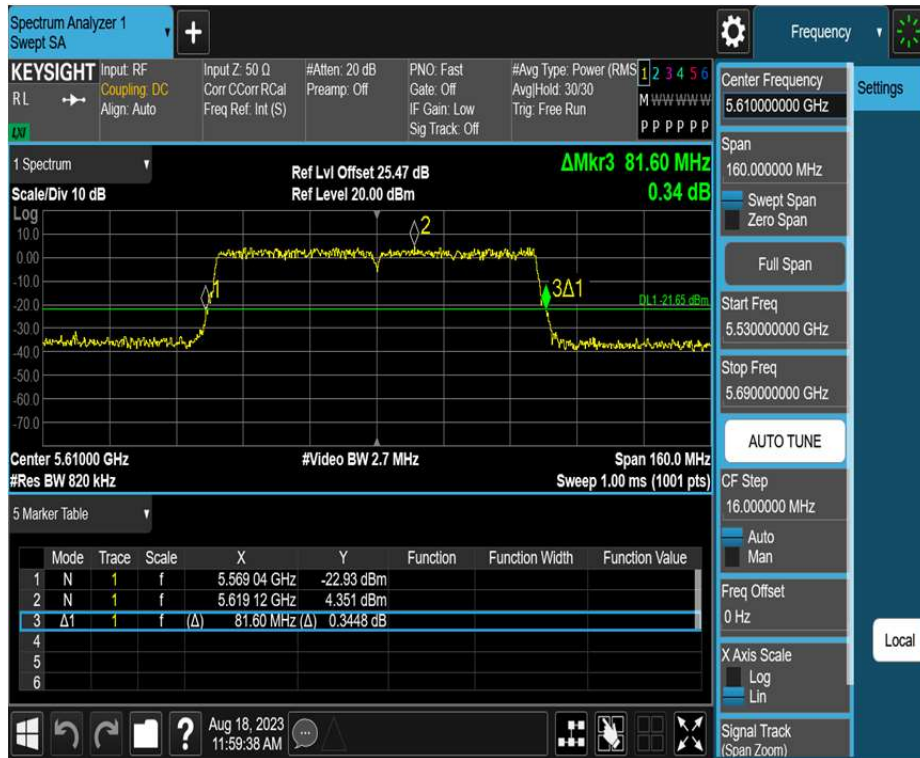 Spectrum Analyzer 1
Swept SA
+
Frequency
KEYSIGHT
RL
LXI
Input: RF
Coupling: DC
Align: Auto
Input Z: 50 Ω
Corr CCorr RCal
Freq Ref: Int (S)
#Atten: 20 dB
Preamp: Off
PNO: Fast
Gate: Off
IF Gain: Low
Sig Track: Off
#Avg Type: Power (RMS
Avg|Hold: 30/30
Trig: Free Run
1 2 3 4 5 6
M W W W W W
P P P P P P
1 Spectrum
Scale/Div 10 dB
Ref Lvl Offset 25.47 dB
Ref Level 20.00 dBm
ΔMkr3 81.60 MHz
0.34 dB
Log
10.0
0.00
-10.0
-20.0
-30.0
-40.0
-50.0
-60.0
-70.0
1
2
3Δ1
DL1 -21.65 dBm
Center 5.61000 GHz
#Res BW 820 kHz
#Video BW 2.7 MHz
Span 160.0 MHz
Sweep 1.00 ms (1001 pts)
5 Marker Table
Mode Trace Scale X Y Function Function Width Function Value
1 N 1 f 5.569 04 GHz -22.93 dBm
2 N 1 f 5.619 12 GHz 4.351 dBm
3 Δ1 1 f (Δ) 81.60 MHz (Δ) 0.3448 dB
4
5
6
Aug 18, 2023
11:59:38 AM
?
Center Frequency
5.610000000 GHz
Span
160.000000 MHz
Swept Span
Zero Span
Full Span
Start Freq
5.530000000 GHz
Stop Freq
5.690000000 GHz
AUTO TUNE
CF Step
16.000000 MHz
Auto
Man
Freq Offset
0 Hz
X Axis Scale
Log
Lin
Signal Track
(Span Zoom)
Settings
Local